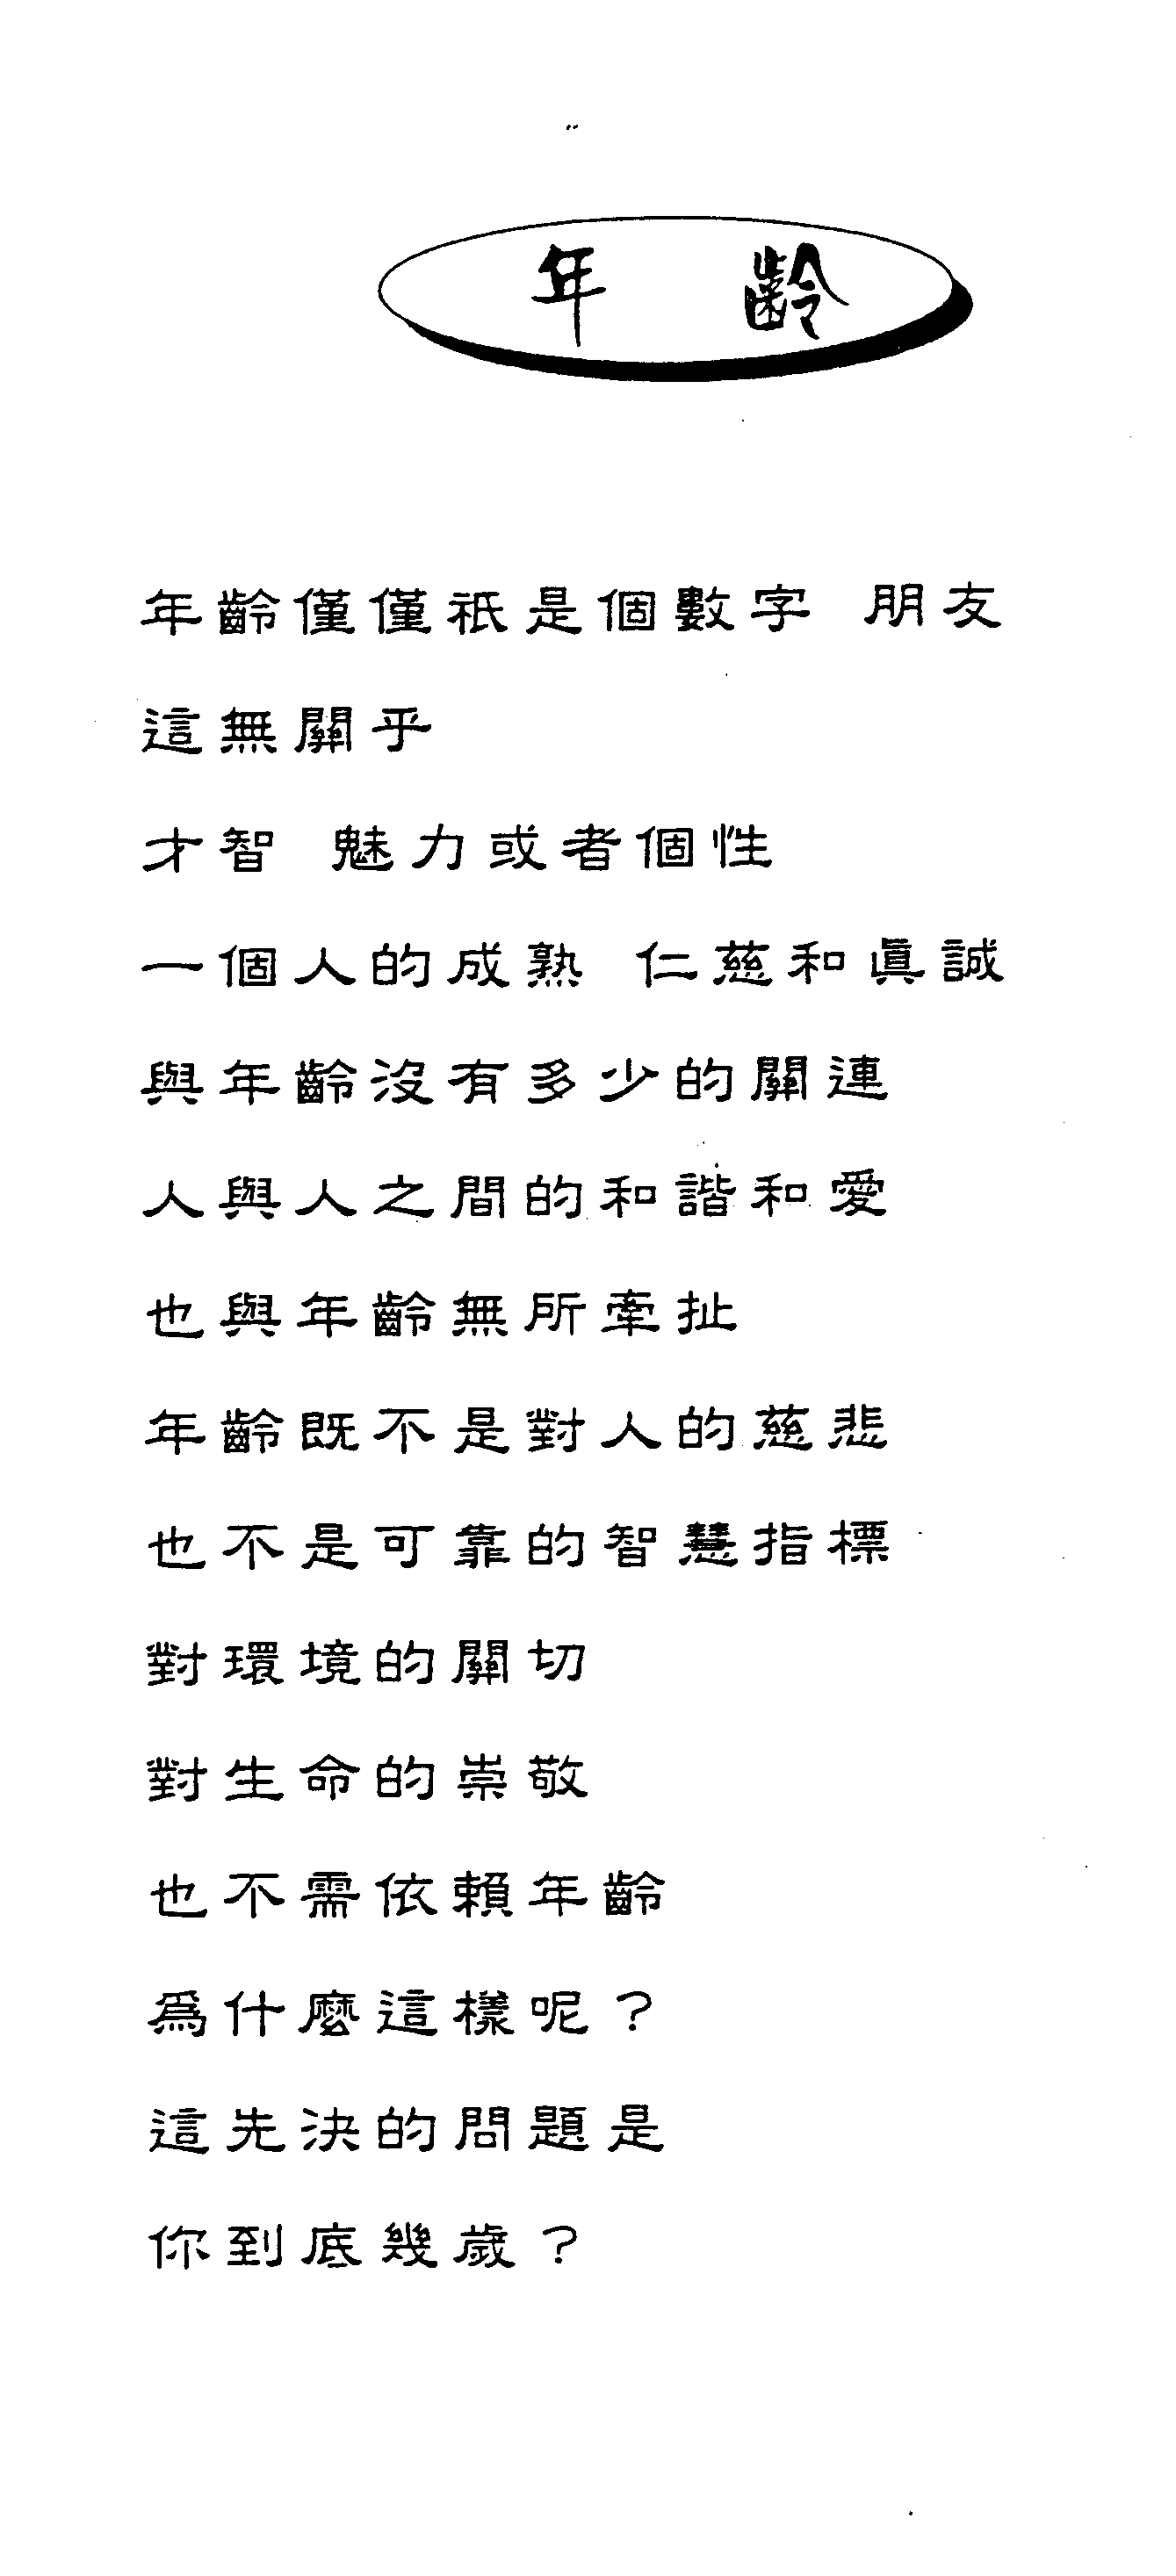 年齡
年齡僅僅祇是個數字 朋友
這無關乎
才智 魅力或者個性
一個人的成熟 仁慈和眞誠
與年齡沒有多少的關連
人與人之間的和諧和愛
也與年齡無所牽扯
年齡既不是對人的慈悲
也不是可靠的智慧指標
對環境的關切
對生命的崇敬
也不需依賴年齡
爲什麼這樣呢？
這先決的問題是
你到底幾歲？